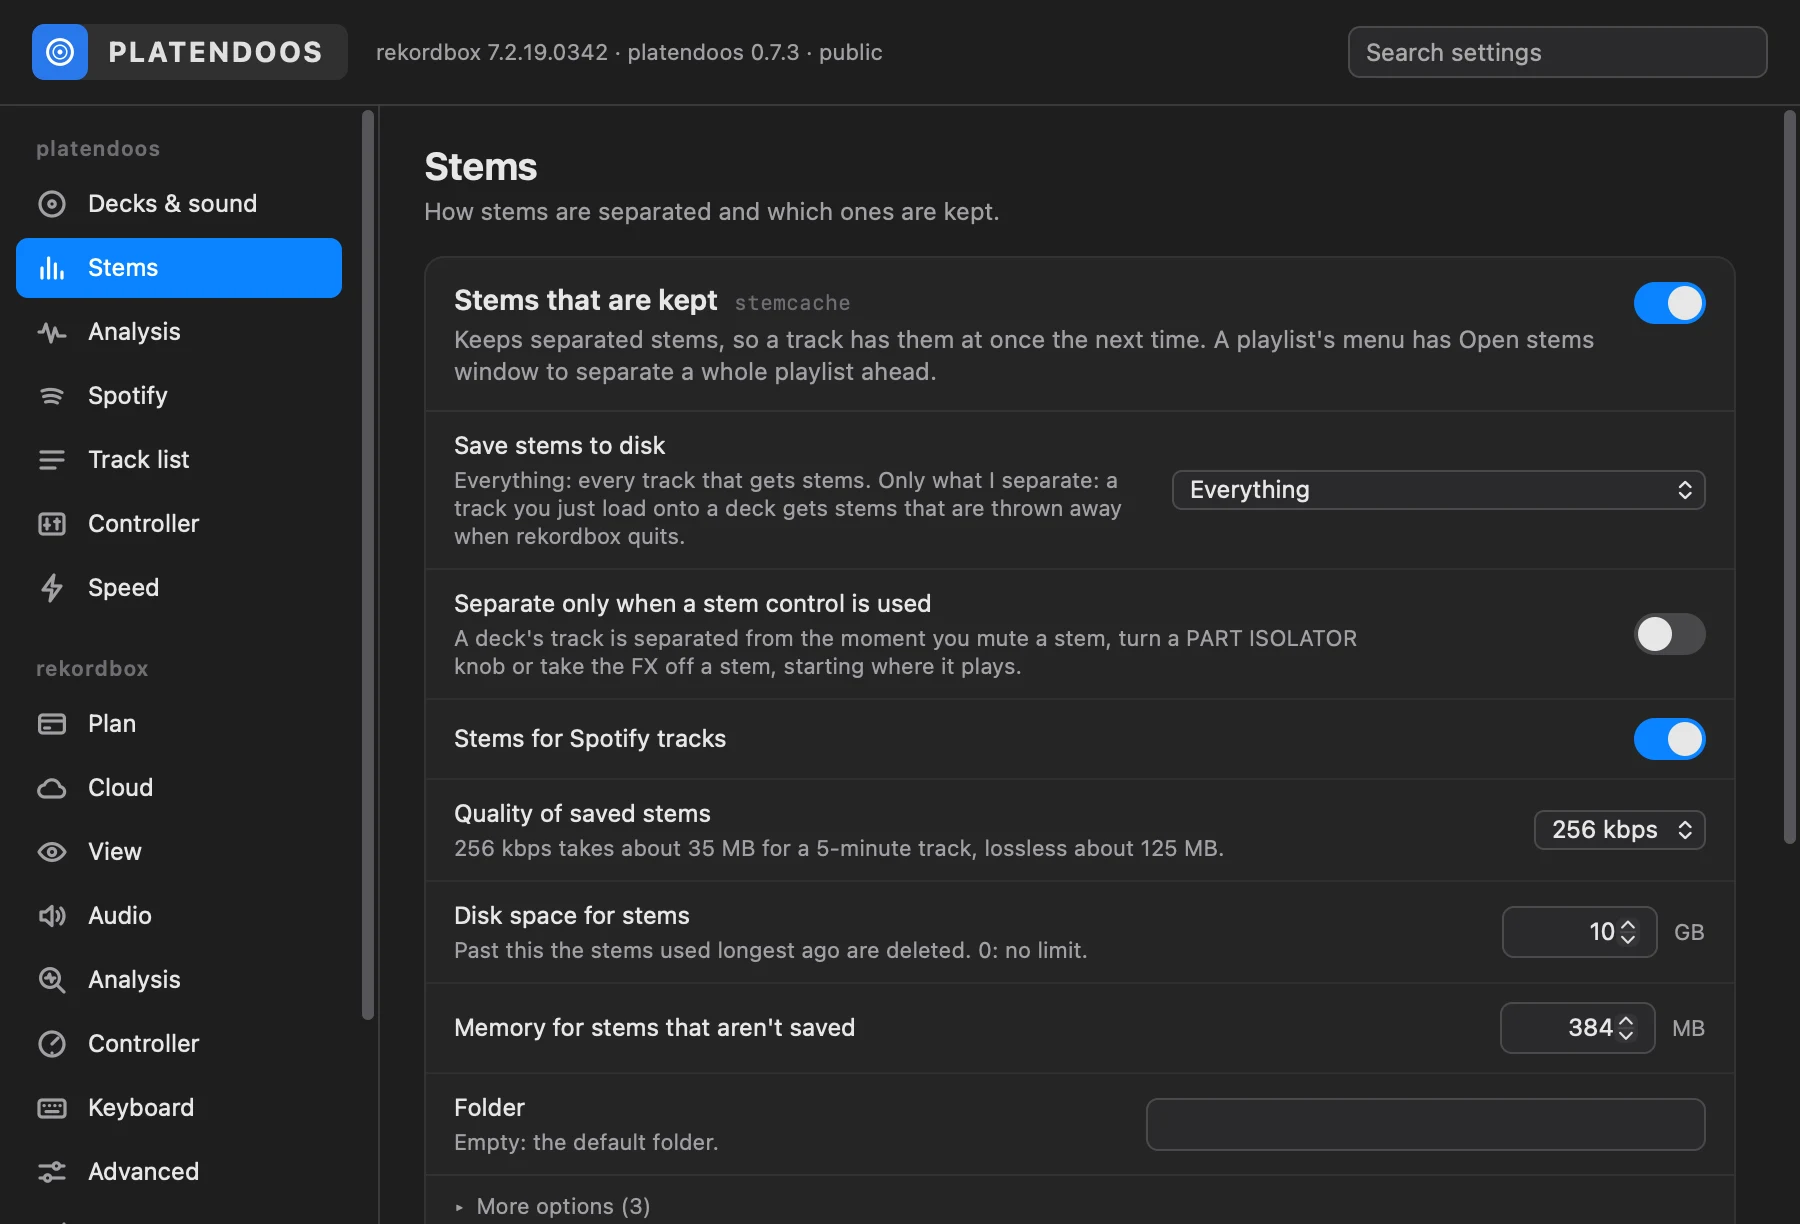 PLATENDOOS
rekordbox 7.2.19.0342 · platendoos 0.7.3 · public
Search settings
platendoos
Decks & sound
Stems
Analysis
Spotify
Track list
Controller
Speed
rekordbox
Plan
Cloud
View
Audio
Analysis
Controller
Keyboard
Advanced
Stems
How stems are separated and which ones are kept.
Stems that are kept stemcache
Keeps separated stems, so a track has them at once the next time. A playlist's menu has Open stems
window to separate a whole playlist ahead.
Save stems to disk
Everything: every track that gets stems. Only what I separate: a
track you just load onto a deck gets stems that are thrown away
when rekordbox quits.
Everything
Separate only when a stem control is used
A deck's track is separated from the moment you mute a stem, turn a PART ISOLATOR
knob or take the FX off a stem, starting where it plays.
Stems for Spotify tracks
Quality of saved stems
256 kbps takes about 35 MB for a 5-minute track, lossless about 125 MB.
256 kbps
Disk space for stems
Past this the stems used longest ago are deleted. 0: no limit.
10 GB
Memory for stems that aren't saved
384 MB
Folder
Empty: the default folder.
More options (3)